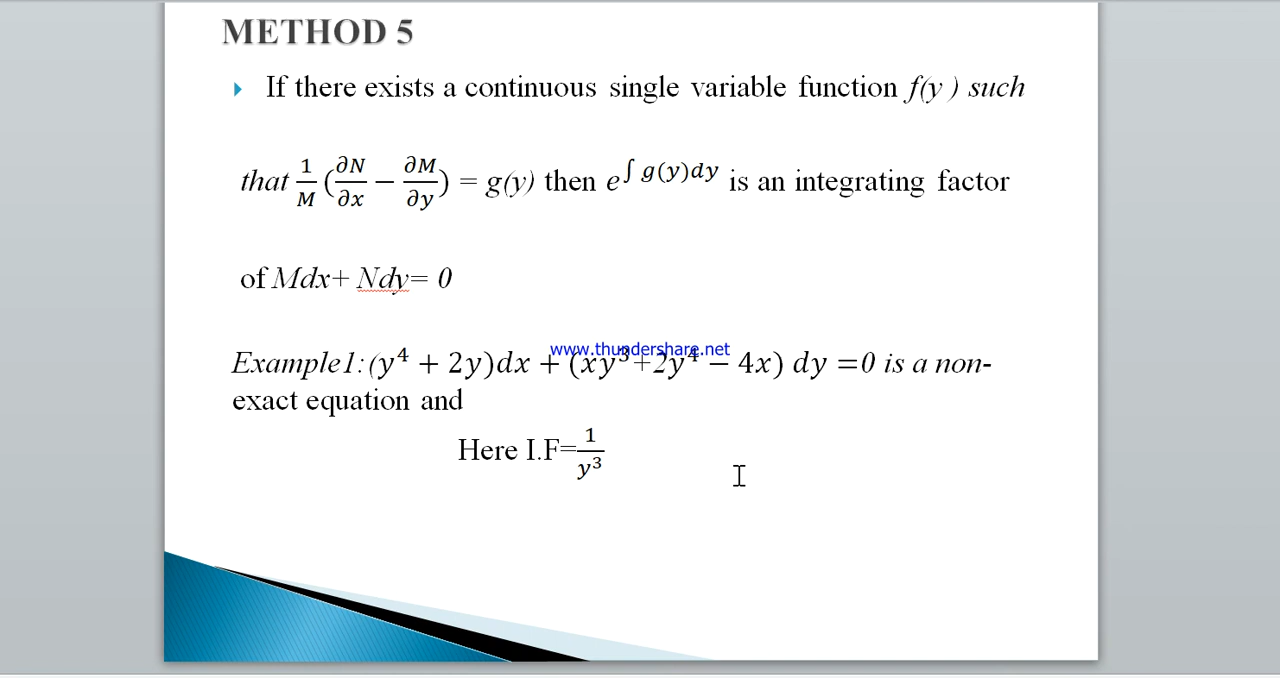 METHOD 5
If there exists a continuous single variable function f(y ) such
that 1/M (∂N/∂x − ∂M/∂y) = g(y) then e^∫ g(y)dy is an integrating factor
of Mdx+ Ndy= 0
www.thundershare.net
Example1:(y⁴ + 2y)dx + (xy³+2y⁴ − 4x) dy =0 is a non-
exact equation and
Here I.F=1/y³